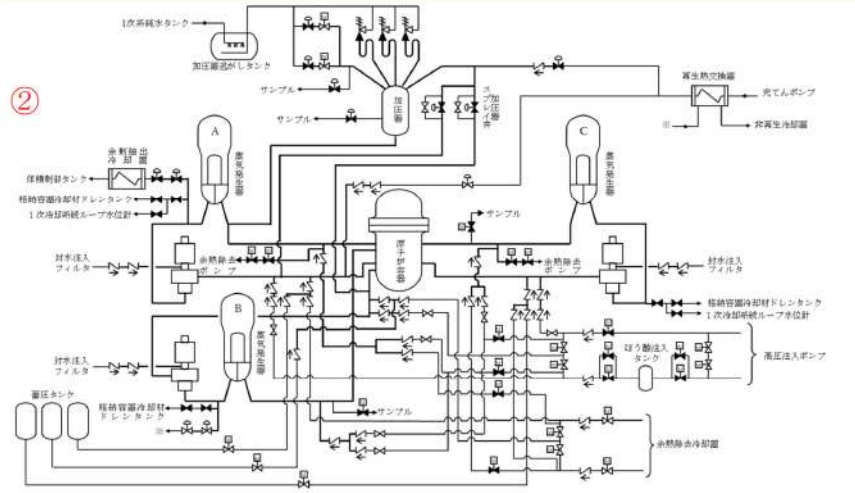 1次系純水タンク
加圧器逃がしタンク
②
サンプル
サンプル
加圧器
加圧器
スプレイ弁
再生熱交換器
充てんポンプ
※
非再生冷却器
A
蒸気発生器
C
蒸気発生器
余剰抽出
冷却器
体積制御タンク
格納容器冷却材ドレンタンク
1次冷却系統ループ水位計
原子炉容器
サンプル
封水注入
フィルタ
余熱除去
ポンプ
余熱除去
ポンプ
封水注入
フィルタ
B
蒸気発生器
格納容器冷却材ドレンタンク
1次冷却系統ループ水位計
封水注入
フィルタ
ほう酸注入
タンク
高圧注入ポンプ
蓄圧タンク
格納容器冷却材
ドレンタンク
※
サンプル
余熱除去冷却器